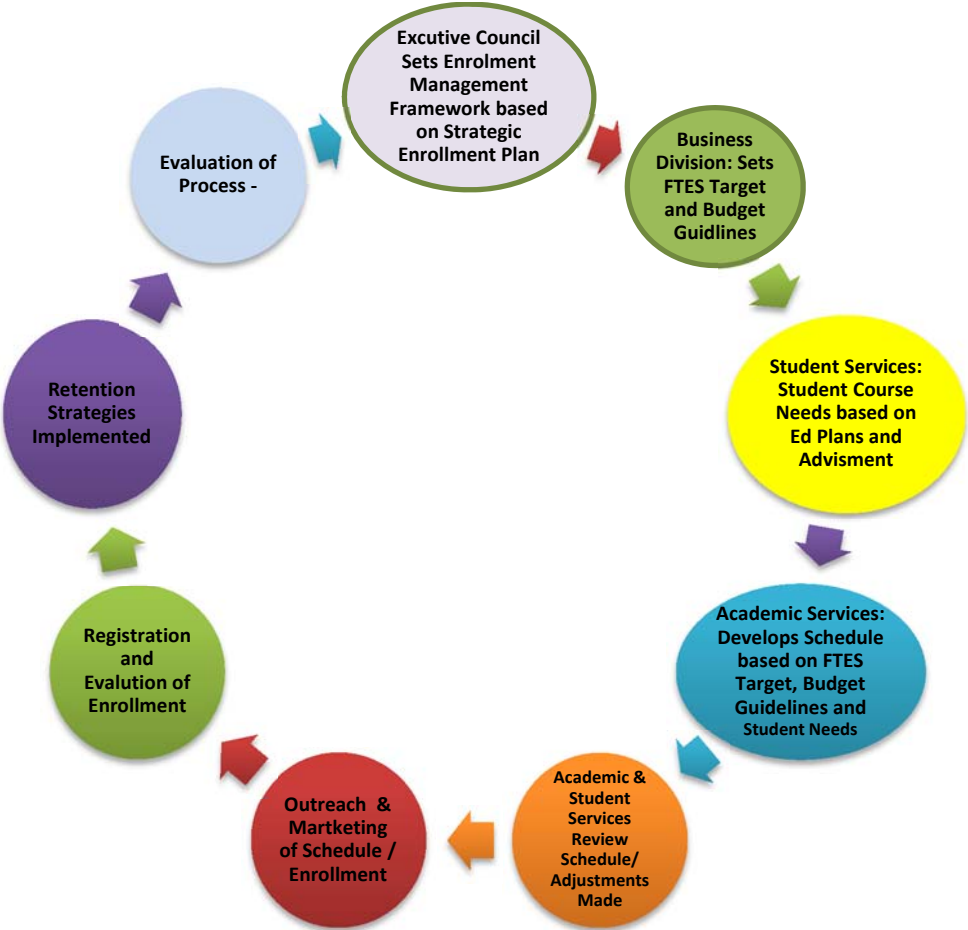 Excutive Council
Sets Enrolment
Management
Framework based
on Strategic
Enrollment Plan
Business
Division: Sets
FTES Target
and Budget
Guidlines
Student Services:
Student Course
Needs based on
Ed Plans and
Advisment
Academic Services:
Develops Schedule
based on FTES
Target, Budget
Guidelines and
Student Needs
Academic &
Student
Services
Review
Schedule/
Adjustments
Made
Outreach &
Martketing
of Schedule /
Enrollment
Registration
and
Evalution of
Enrollment
Retention
Strategies
Implemented
Evaluation of
Process -